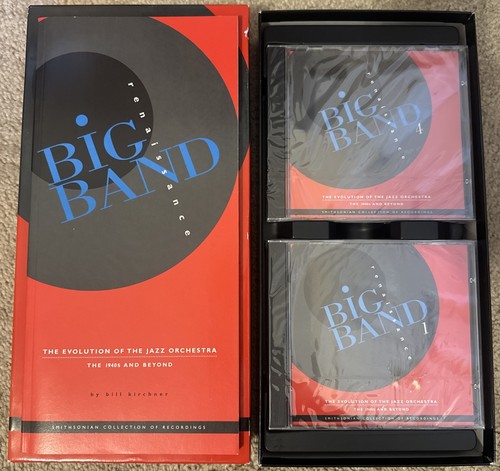 renaissance
BIG
BAND
THE EVOLUTION OF THE JAZZ ORCHESTRA
THE 1940s AND BEYOND
by bill kirchner
SMITHSONIAN COLLECTION OF RECORDINGS
BIG
BAND
4
THE EVOLUTION OF THE JAZZ ORCHESTRA
THE 1940s AND BEYOND
SMITHSONIAN COLLECTION OF RECORDINGS
BIG
BAND
1
THE EVOLUTION OF THE JAZZ ORCHESTRA
THE 1940s AND BEYOND
SMITHSONIAN COLLECTION OF RECORDINGS